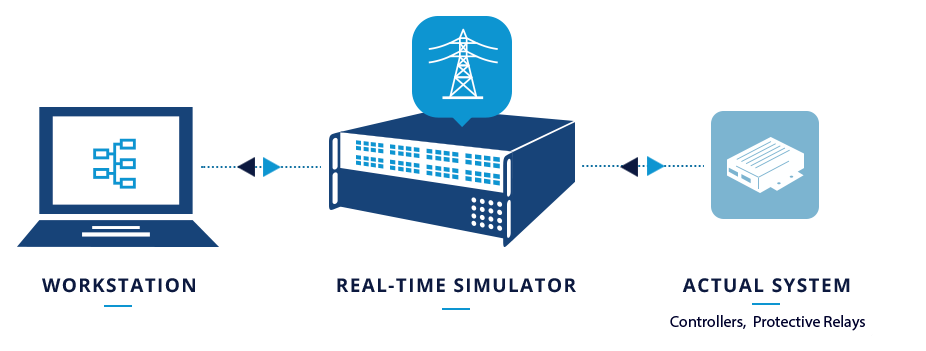 WORKSTATION
REAL-TIME SIMULATOR
ACTUAL SYSTEM
Controllers, Protective Relays